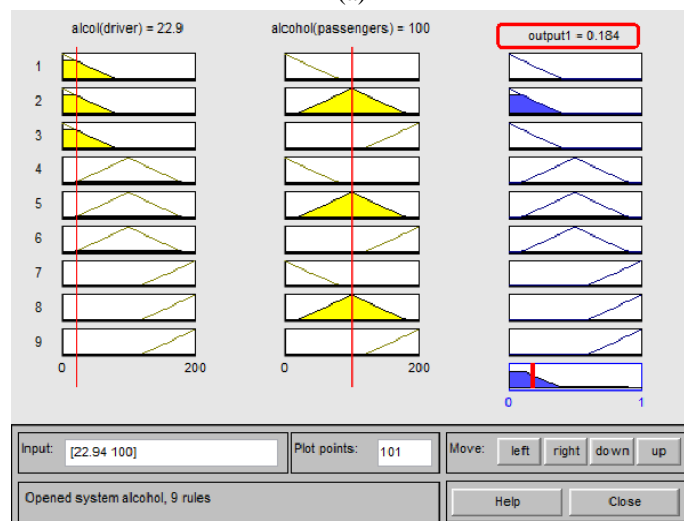 alcol(driver) = 22.9 alcohol(passengers) = 100 output1 = 0.184
1
2
3
4
5
6
7
8
9
0 200 0 200
0 1
Input: [22.94 100] Plot points: 101 Move: left right down up
Opened system alcohol, 9 rules Help Close